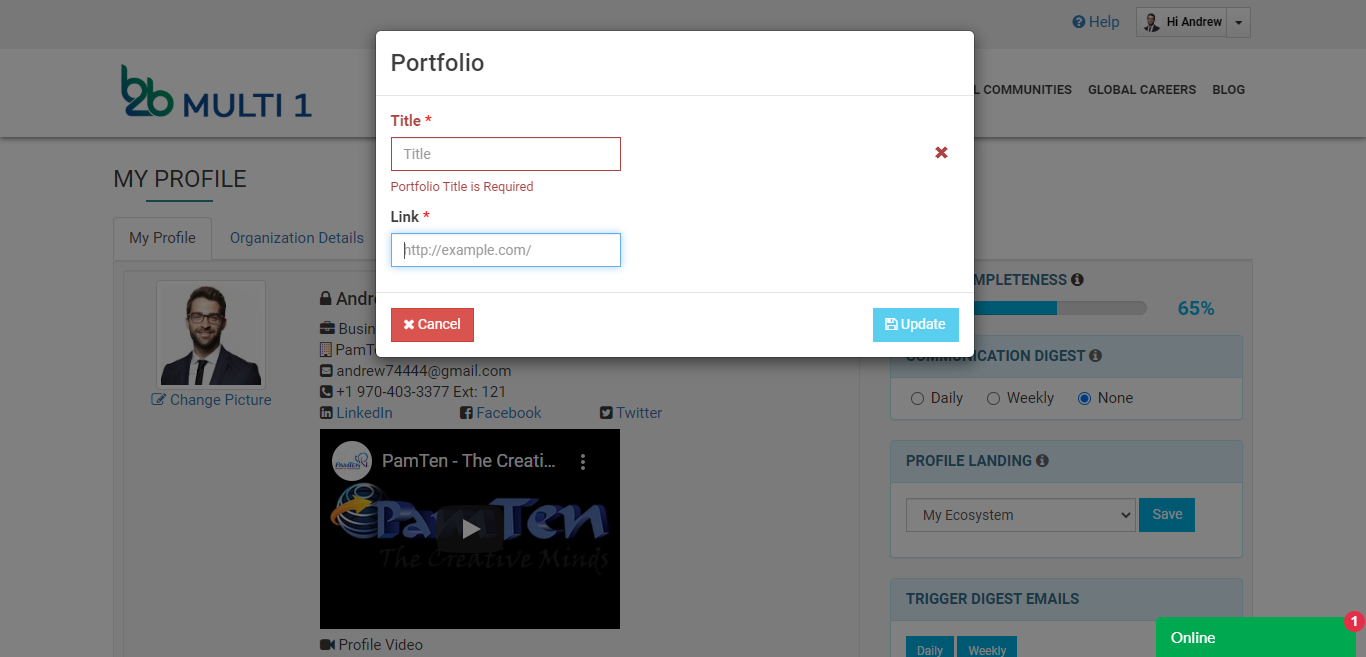 Help
Hi Andrew
Portfolio
b2b MULTI 1
L COMMUNITIES GLOBAL CAREERS BLOG
Title *
Title
Portfolio Title is Required
Link *
http://example.com/
Cancel
Update
MY PROFILE
My Profile Organization Details
Andre
Busin
PamTe
andrew74444@gmail.com
+1 970-403-3377 Ext: 121
LinkedIn Facebook Twitter
Change Picture
PAMTEN
PamTen - The Creati...
PamTen
The Creative Minds
Profile Video
MPLETENESS
65%
COMMUNICATION DIGEST
Daily Weekly None
PROFILE LANDING
My Ecosystem
Save
TRIGGER DIGEST EMAILS
Daily Weekly
Online
1